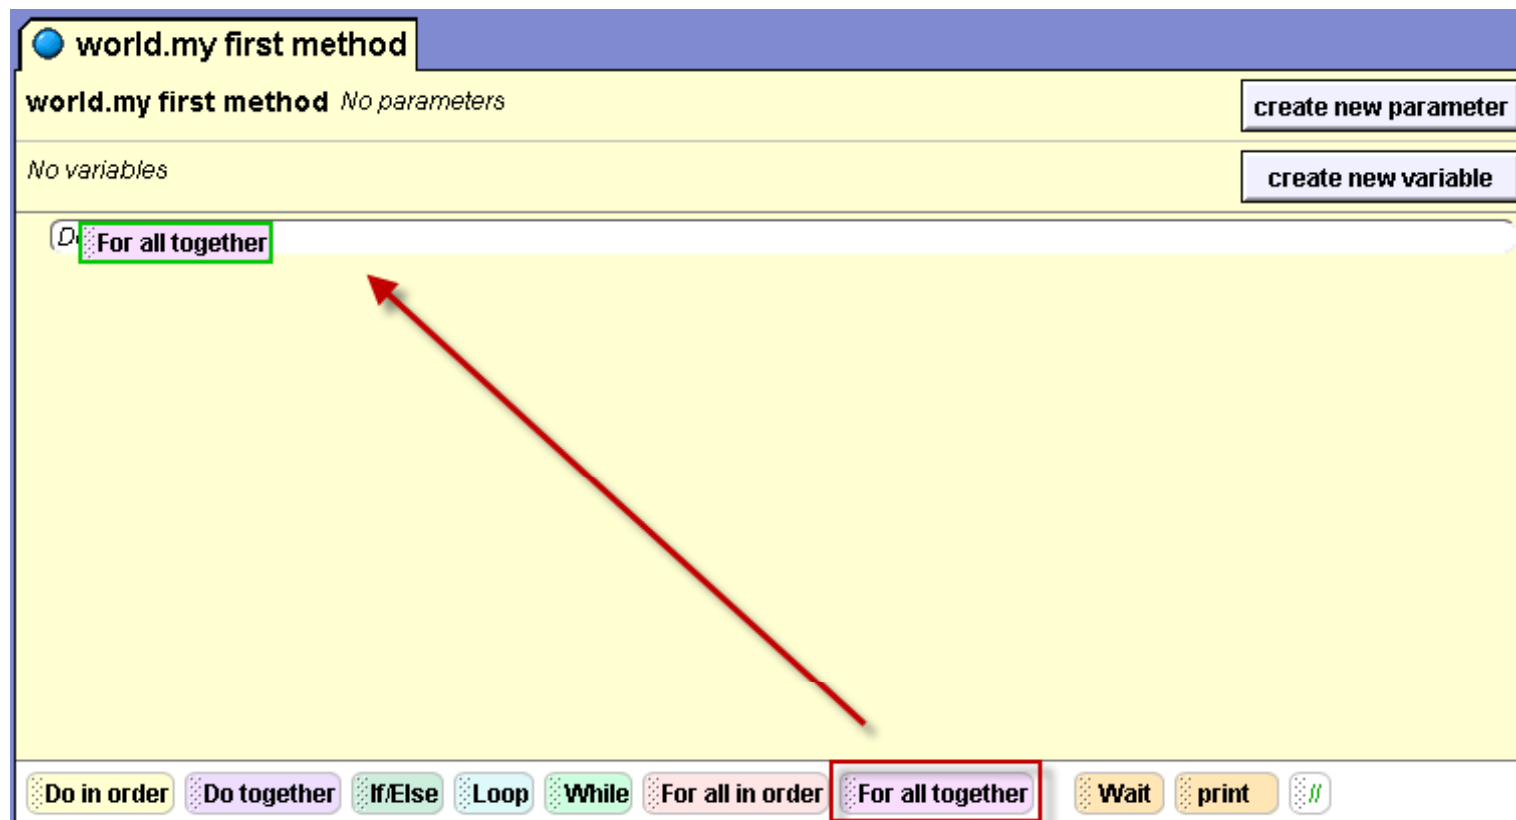 world.my first method
world.my first method No parameters
create new parameter
No variables
create new variable
For all together
Do in order Do together If/Else Loop While For all in order For all together Wait print //